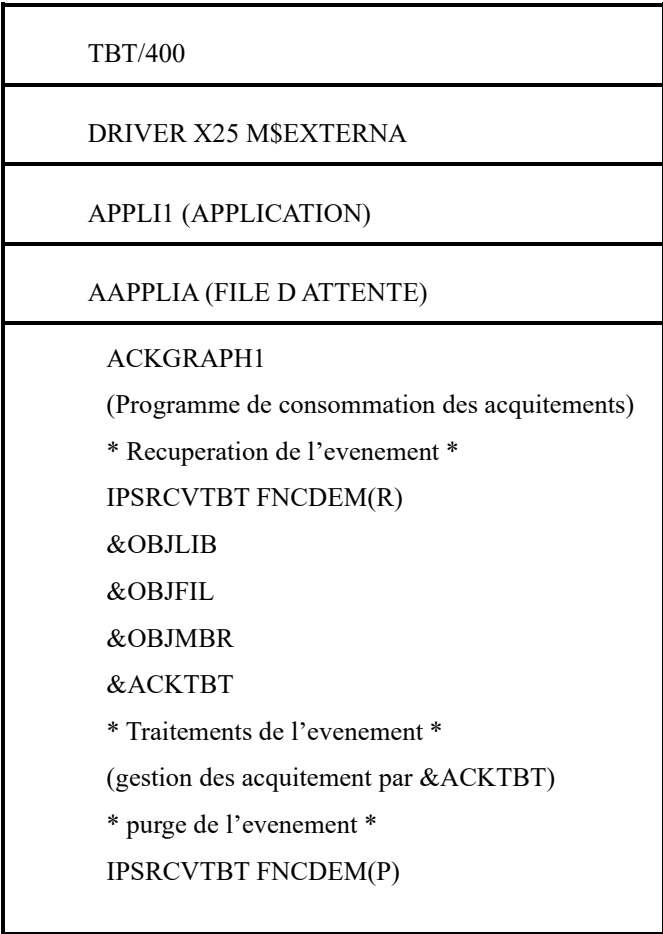 TBT/400
DRIVER X25 M$EXTERNA
APPLI1 (APPLICATION)
AAPPLIA (FILE D ATTENTE)
ACKGRAPH1
(Programme de consommation des acquitements)
* Recuperation de l’evenement *
IPSRCVTBT FNCDEM(R)
&OBJLIB
&OBJFIL
&OBJMBR
&ACKTBT
* Traitements de l’evenement *
(gestion des acquitement par &ACKTBT)
* purge de l’evenement *
IPSRCVTBT FNCDEM(P)